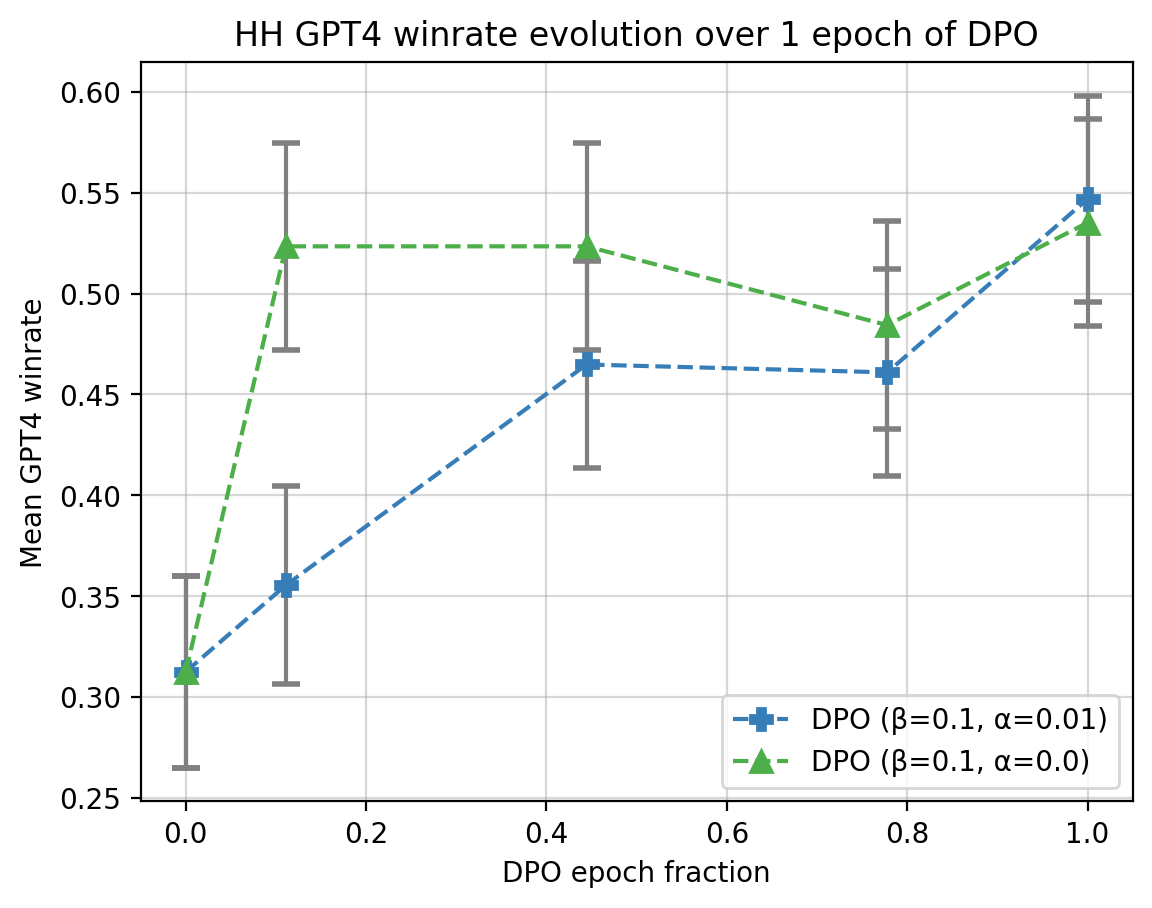 HH GPT4 winrate evolution over 1 epoch of DPO
Mean GPT4 winrate
0.60
0.55
0.50
0.45
0.40
0.35
0.30
0.25
DPO (β=0.1, α=0.01)
DPO (β=0.1, α=0.0)
0.0 0.2 0.4 0.6 0.8 1.0
DPO epoch fraction